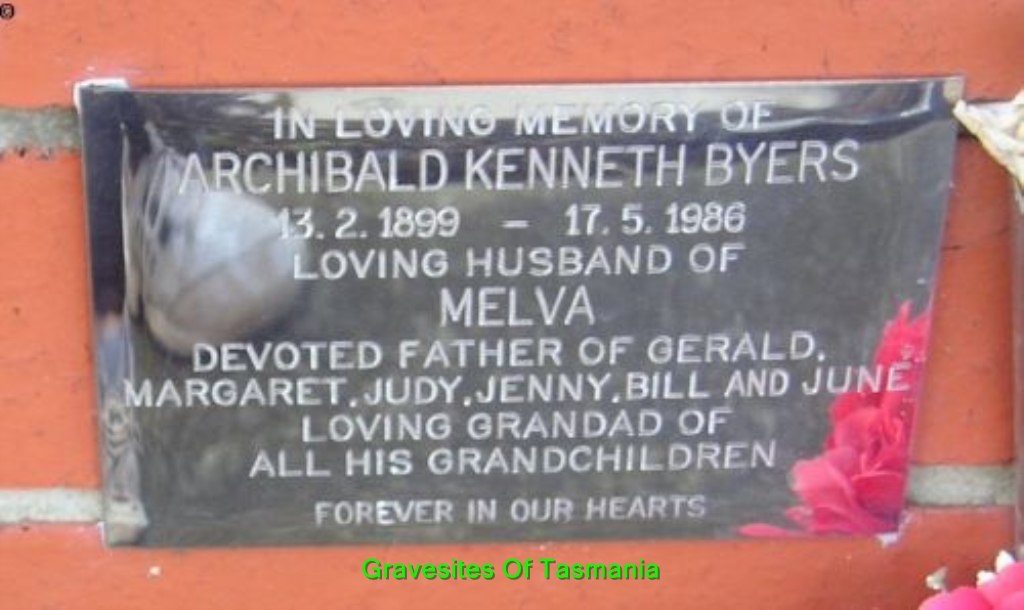 IN LOVING MEMORY OF
ARCHIBALD KENNETH BYERS
13. 2. 1899 – 17. 5. 1986
LOVING HUSBAND OF
MELVA
DEVOTED FATHER OF GERALD,
MARGARET, JUDY, JENNY, BILL AND JUNE
LOVING GRANDAD OF
ALL HIS GRANDCHILDREN
FOREVER IN OUR HEARTS
Gravesites Of Tasmania